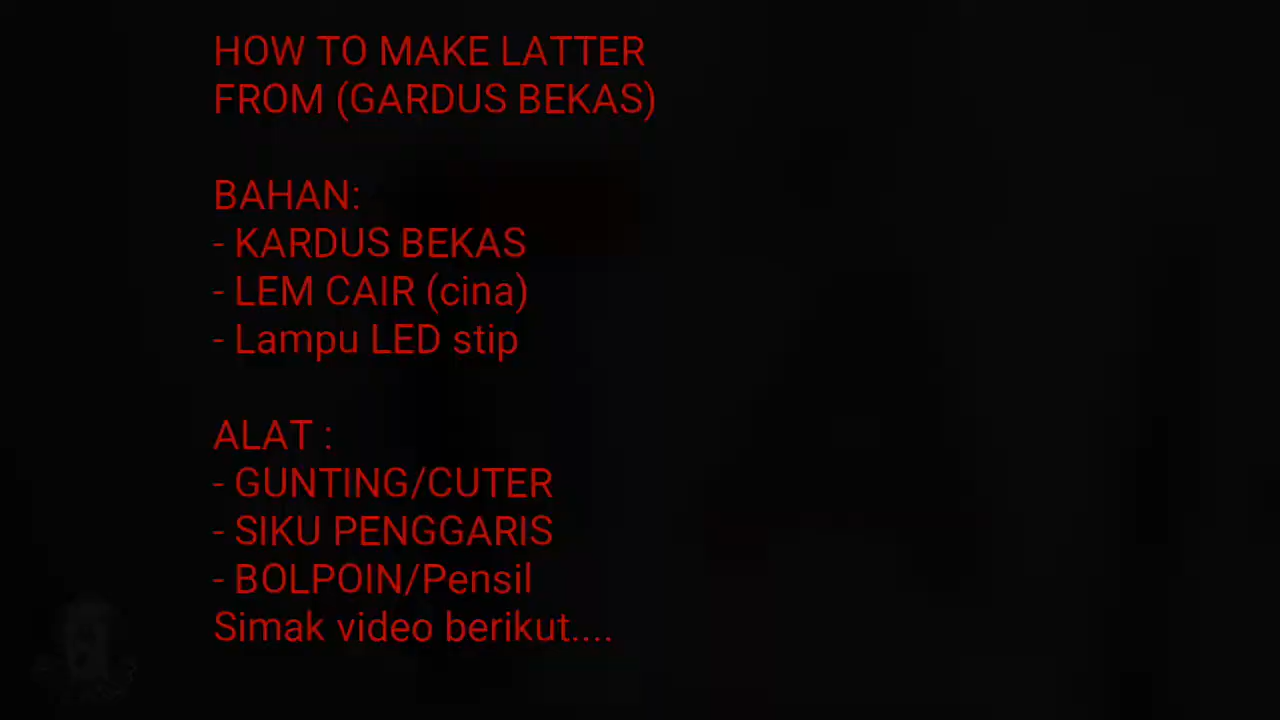 HOW TO MAKE LATTER
FROM (GARDUS BEKAS)
BAHAN:
- KARDUS BEKAS
- LEM CAIR (cina)
- Lampu LED stip
ALAT :
- GUNTING/CUTER
- SIKU PENGGARIS
- BOLPOIN/Pensil
Simak video berikut....